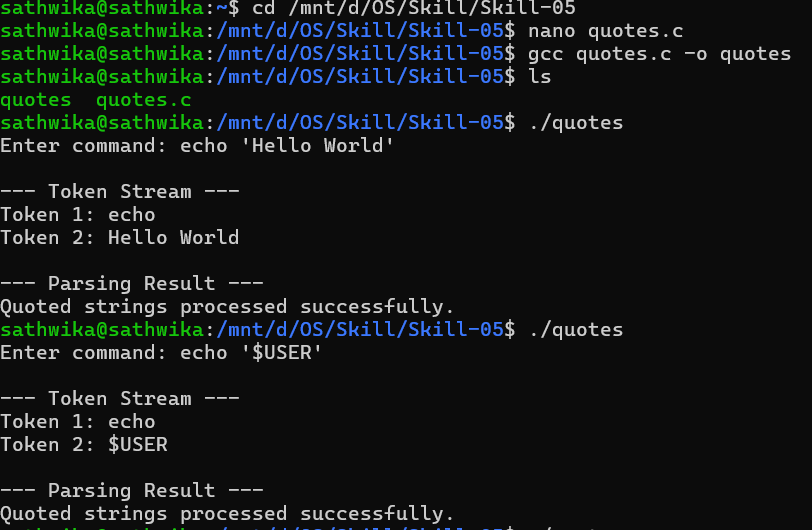 sathwika@sathwika:~$ cd /mnt/d/OS/Skill/Skill-05
sathwika@sathwika:/mnt/d/OS/Skill/Skill-05$ nano quotes.c
sathwika@sathwika:/mnt/d/OS/Skill/Skill-05$ gcc quotes.c -o quotes
sathwika@sathwika:/mnt/d/OS/Skill/Skill-05$ ls
quotes  quotes.c
sathwika@sathwika:/mnt/d/OS/Skill/Skill-05$ ./quotes
Enter command: echo 'Hello World'

--- Token Stream ---
Token 1: echo
Token 2: Hello World

--- Parsing Result ---
Quoted strings processed successfully.
sathwika@sathwika:/mnt/d/OS/Skill/Skill-05$ ./quotes
Enter command: echo '$USER'

--- Token Stream ---
Token 1: echo
Token 2: $USER

--- Parsing Result ---
Quoted strings processed successfully.